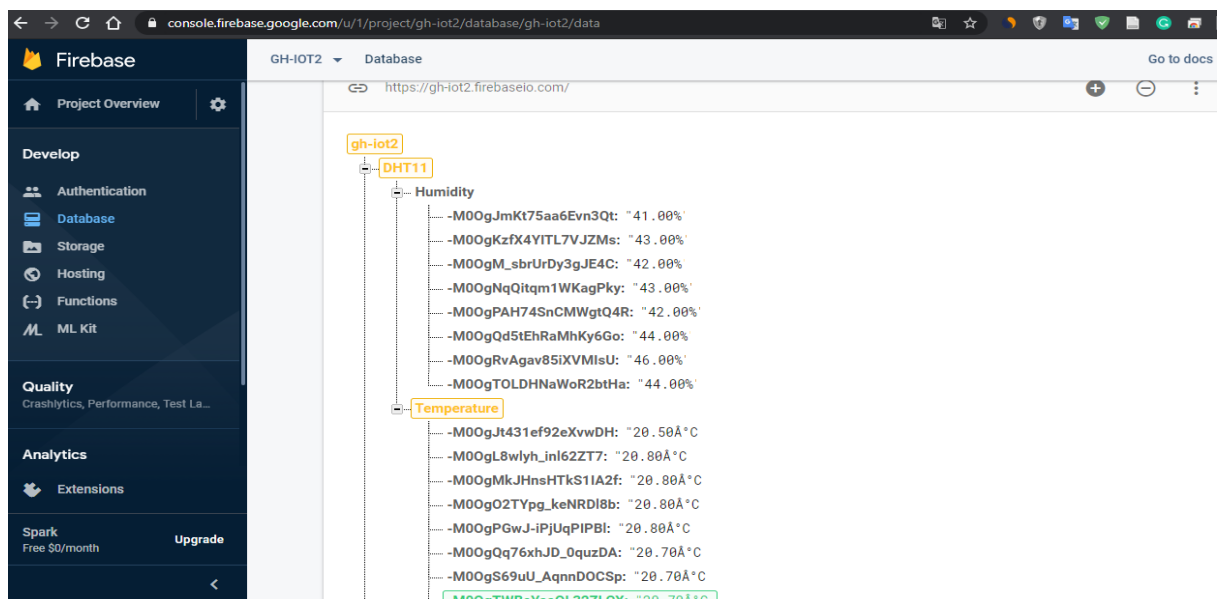 console.firebase.google.com/u/1/project/gh-iot2/database/gh-iot2/data
Firebase
GH-IOT2 Database Go to docs
https://gh-iot2.firebaseio.com/
Project Overview
Develop
Authentication
Database
Storage
Hosting
Functions
ML Kit
Quality
Crashlytics, Performance, Test La...
Analytics
Extensions
Spark
Free $0/month
Upgrade
gh-iot2
DHT11
Humidity
-M0OgJmKt75aa6Evn3Qt: "41.00%"
-M0OgKzfX4YlTL7VJZMs: "43.00%"
-M0OgM_sbrUrDy3gJE4C: "42.00%
-M0OgNqQitqm1WKagPky: "43.00%"
-M0OgPAH74SnCMWgtQ4R: "42.00%"
-M0OgQd5tEhRaMhKy6Go: "44.00%
-M0OgRvAgav85iXVMIsU: "46.00%"
-M0OgTOLDHNaWoR2btHa: "44.00%"
Temperature
-M0OgJt431ef92eXvwDH: "20.50Â°C
-M0OgL8wlyh_inl62ZT7: "20.80Â°C
-M0OgMkJHnsHTkS1IA2f: "20.80Â°C
-M0OgO2TYpg_keNRDl8b: "20.80Â°C
-M0OgPGwJ-iPjUqPIPBl: "20.80Â°C
-M0OgQq76xhJD_0quzDA: "20.70Â°C
-M0OgS69uU_AqnnDOCSp: "20.70Â°C